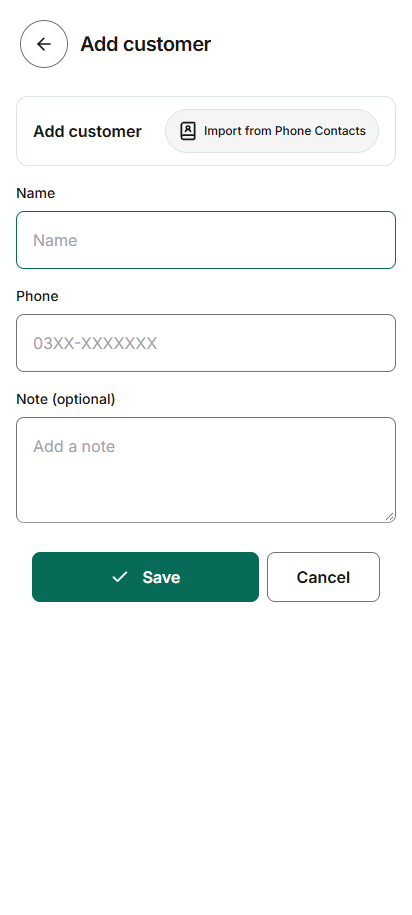 Add customer
Add customer
Import from Phone Contacts
Name
Name
Phone
03XX-XXXXXXX
Note (optional)
Add a note
Save
Cancel